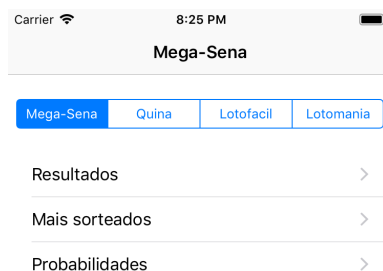 Carrier 8:25 PM
Mega-Sena
Mega-Sena Quina Lotofacil Lotomania
Resultados
Mais sorteados
Probabilidades